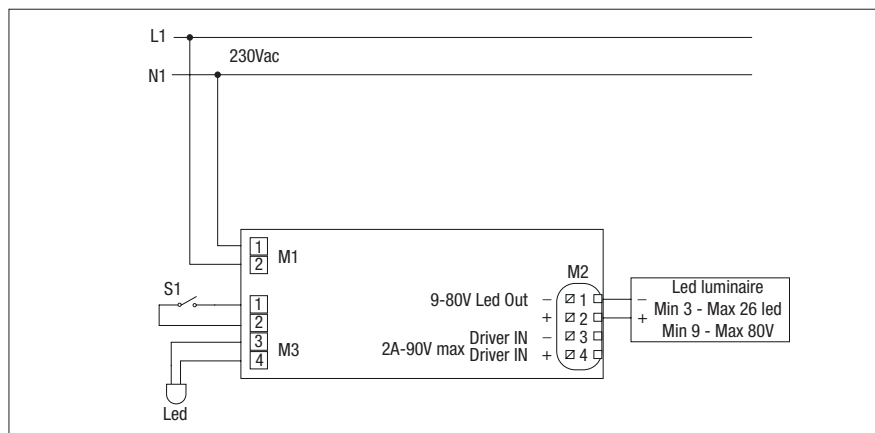 L1
230Vac
N1
1
2
M1
S1
1
2
3
4
M3
Led
M2
9-80V Led Out
− 1
+ 2
Driver IN − 3
2A-90V max
Driver IN + 4
−
+
Led luminaire
Min 3 - Max 26 led
Min 9 - Max 80V